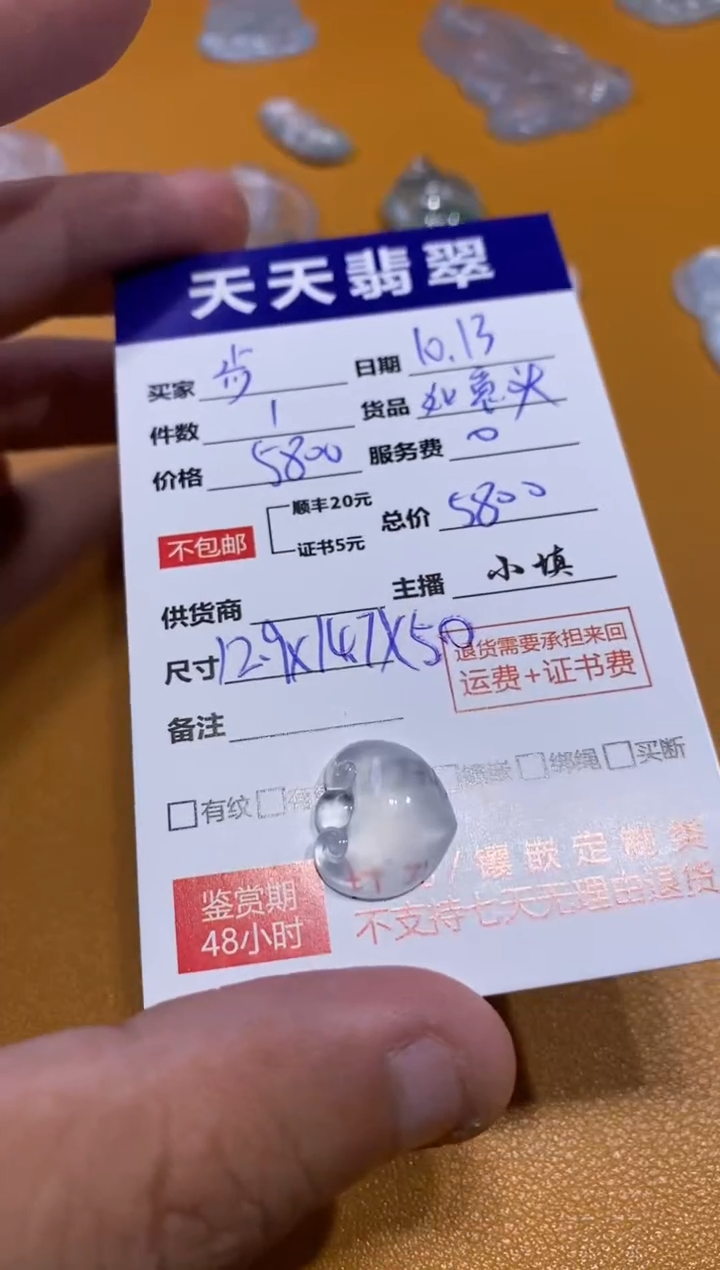 天天翡翠
买家 步 日期 10.13
件数 1 货品 如意头
价格 5800 服务费 0
不包邮 顺丰20元 证书5元 总价 5800
供货商 主播 小填
尺寸 12.9X14.7X5.0
退货需要承担来回
运费+证书费
备注
有纹 镶嵌 绑绳 买断
鉴赏期
48小时
/镶嵌定制类
不支持七天无理由退货